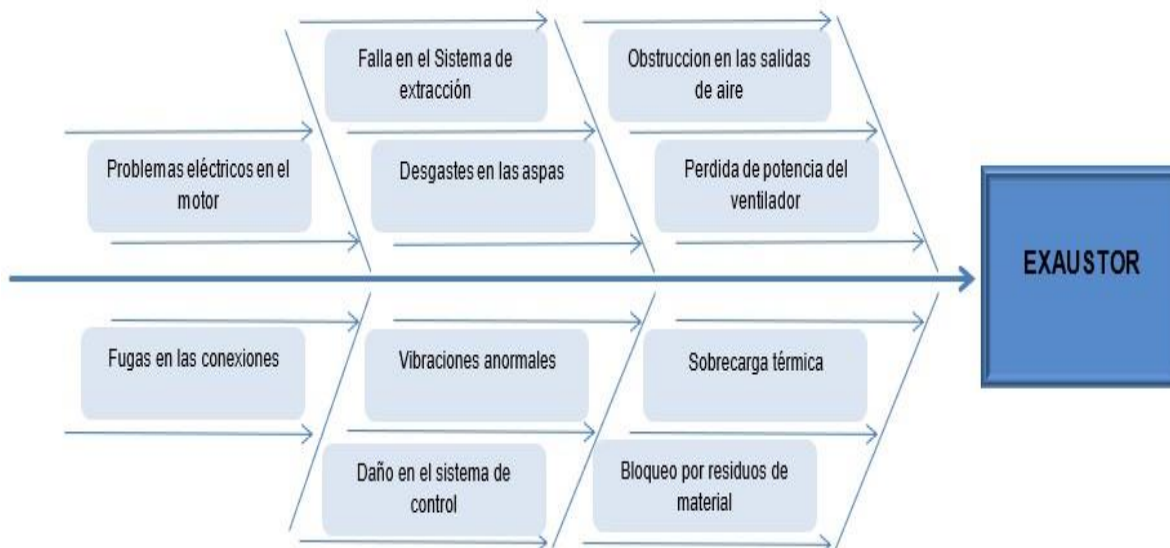 Falla en el Sistema de
extracción
Obstruccion en las salidas
de aire
Problemas eléctricos en el
motor
Desgastes en las aspas
Perdida de potencia del
ventilador
EXAUSTOR
Fugas en las conexiones
Vibraciones anormales
Sobrecarga térmica
Daño en el sistema de
control
Bloqueo por residuos de
material